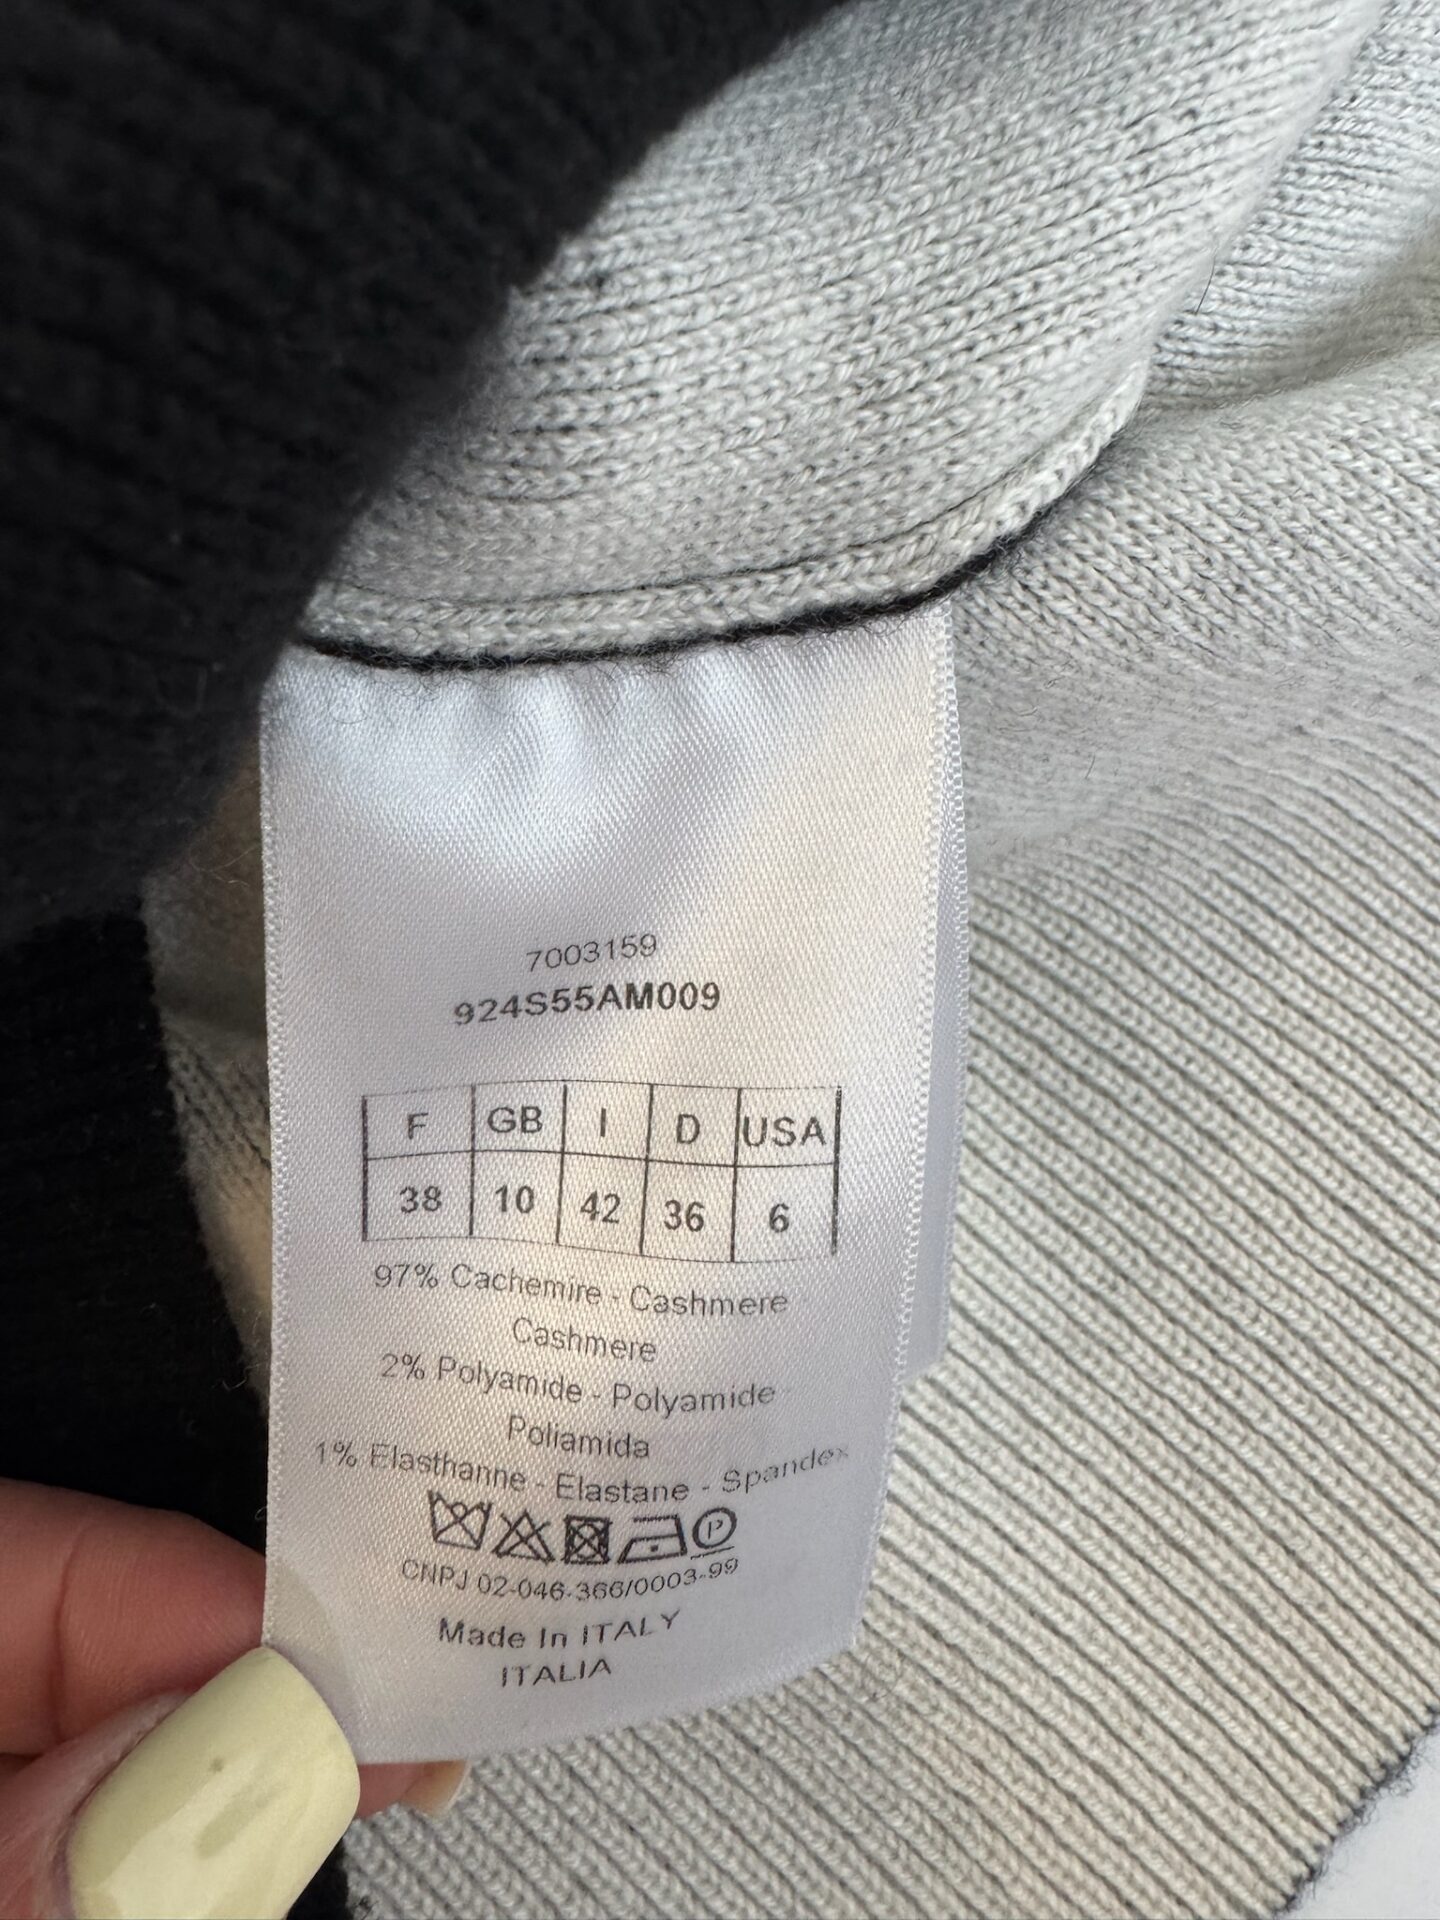 7003159
924S55AM009
F GB I D USA
38 10 42 36 6
97% Cachemire - Cashmere
Cashmere
2% Polyamide - Polyamide
Poliamida
1% Elasthanne - Elastane - Spandex
P
CNPJ 02-046-366/0003-99
Made In ITALY
ITALIA